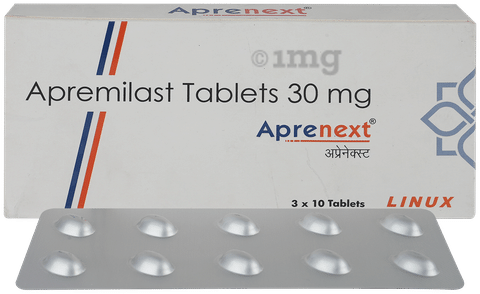 Aprenext®
©1mg
Apremilast Tablets 30 mg
Aprenext®
अप्रेनेक्स्ट
3 x 10 Tablets
LINUX